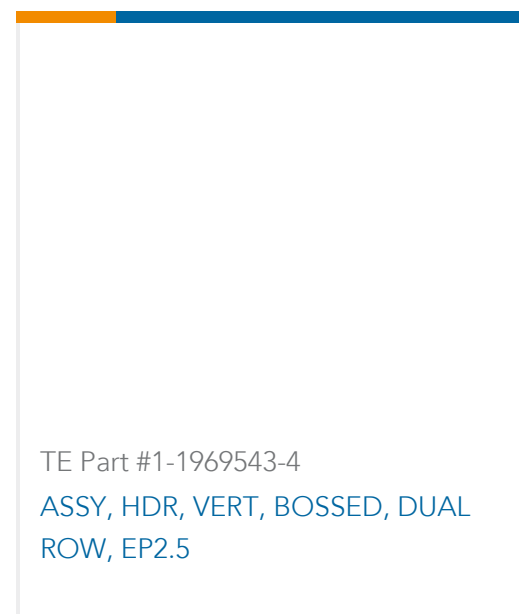 TE Part #1-1969543-4
ASSY, HDR, VERT, BOSSED, DUAL
ROW, EP2.5